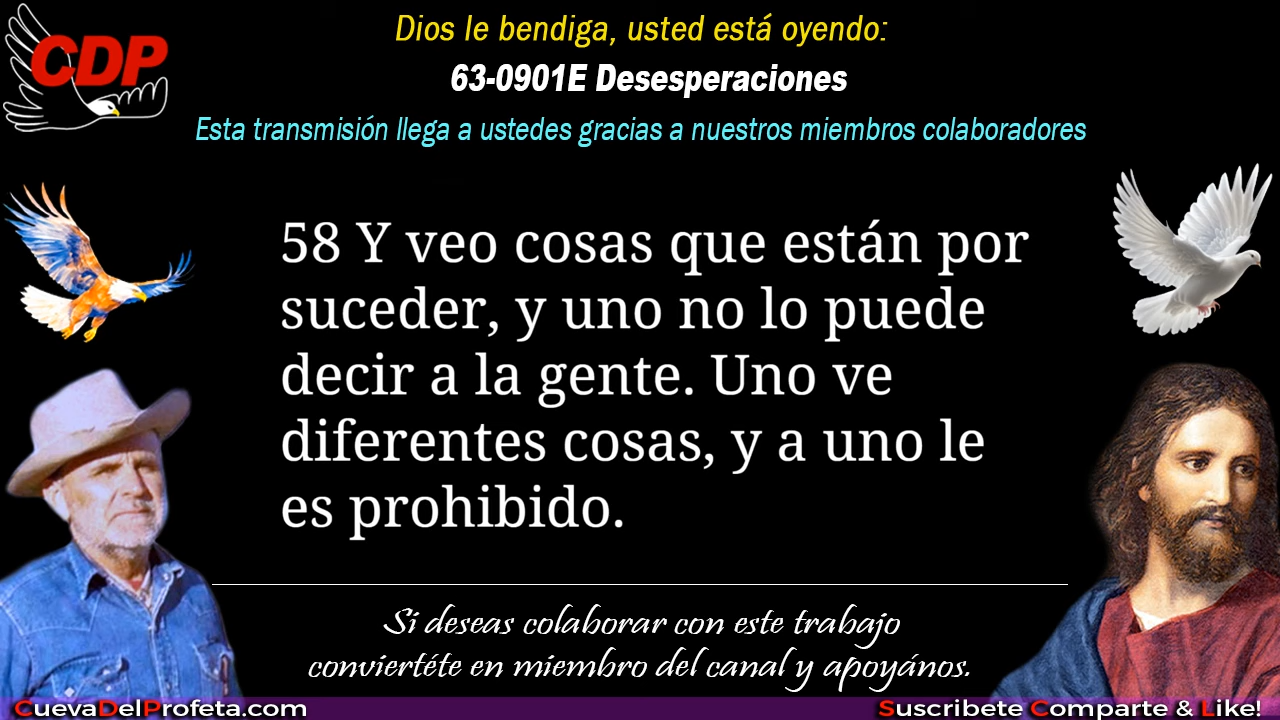 CDP
Dios le bendiga, usted está oyendo:
63-0901E Desesperaciones
Esta transmisión llega a ustedes gracias a nuestros miembros colaboradores
58 Y veo cosas que están por
suceder, y uno no lo puede
decir a la gente. Uno ve
diferentes cosas, y a uno le
es prohibido.
Si deseas colaborar con este trabajo
conviertéte en miembro del canal y apoyános.
CuevaDelProfeta.com
Suscribete Comparte & Like!